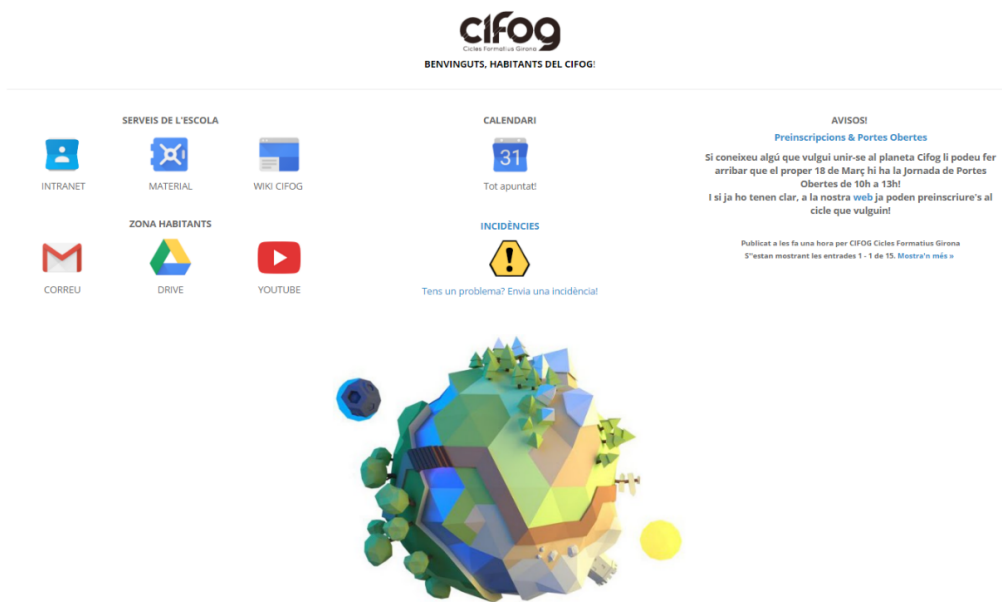 cifog
Cicles Formatius Girona
BENVINGUTS, HABITANTS DEL CIFOG!
SERVEIS DE L'ESCOLA
INTRANET
MATERIAL
WIKI CIFOG
ZONA HABITANTS
CORREU
DRIVE
YOUTUBE
CALENDARI
31
Tot apuntat!
INCIDÈNCIES
Tens un problema? Envia una incidència!
AVISOS!
Preinscripcions & Portes Obertes
Si coneixeu algú que vulgui unir-se al planeta Cifog li podeu fer
arribar que el proper 18 de Març hi ha la Jornada de Portes
Obertes de 10h a 13h!
I si ja ho tenen clar, a la nostra web ja poden preinscriure's al
cicle que vulguin!
Publicat a les fa una hora per CIFOG Cicles Formatius Girona
S''estan mostrant les entrades 1 - 1 de 15. Mostra'n més »